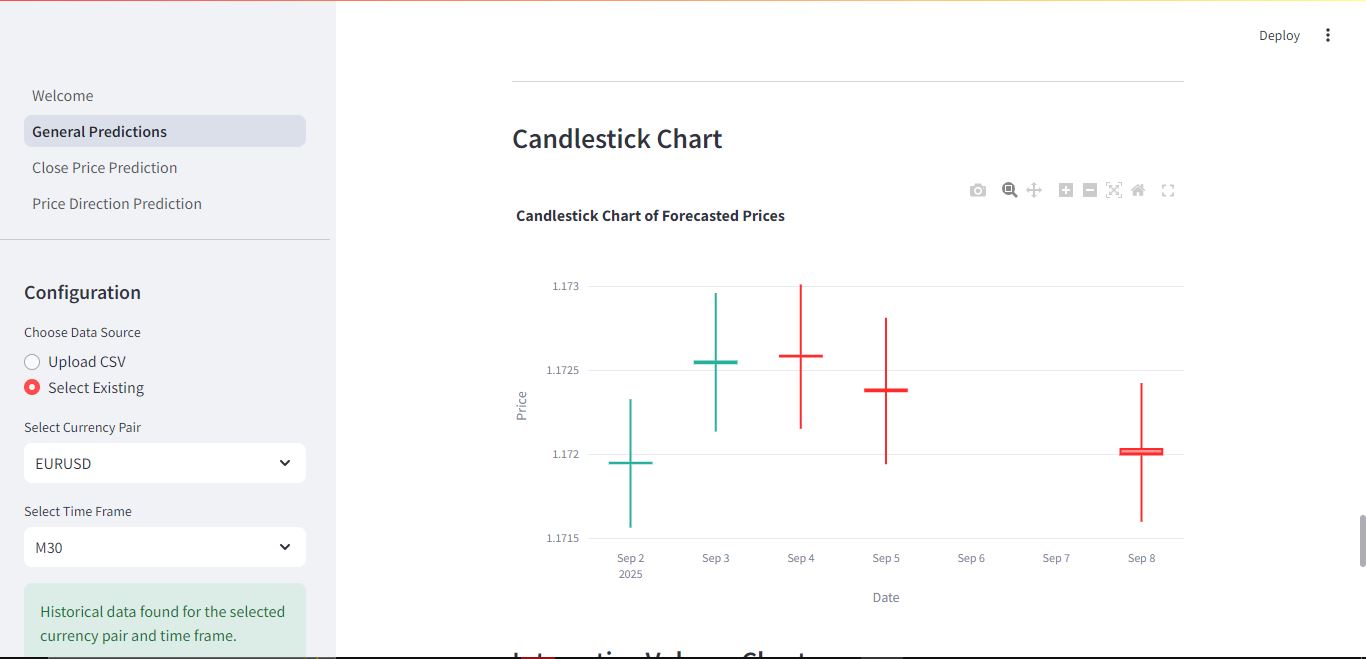 Deploy
Welcome
General Predictions
Close Price Prediction
Price Direction Prediction
Configuration
Choose Data Source
Upload CSV
Select Existing
Select Currency Pair
EURUSD
Select Time Frame
M30
Historical data found for the selected
currency pair and time frame.
Candlestick Chart
Candlestick Chart of Forecasted Prices
1.173
1.1725
1.172
1.1715
Price
Sep 2
2025
Sep 3
Sep 4
Sep 5
Sep 6
Sep 7
Sep 8
Date